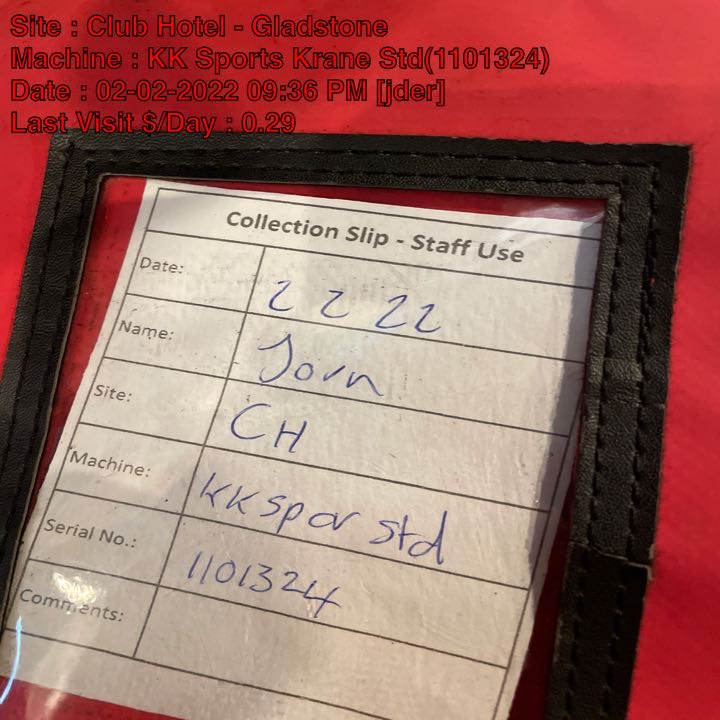 Site : Club Hotel - Gladstone
Machine : KK Sports Krane Std(1101324)
Date : 02-02-2022 09:36 PM [jder]
Last Visit $/Day : 0.29
Collection Slip - Staff Use
Date: 2 2 22
Name: Jorn
Site: CH
Machine: KK Spor Std
Serial No.: 1101324
Comments: